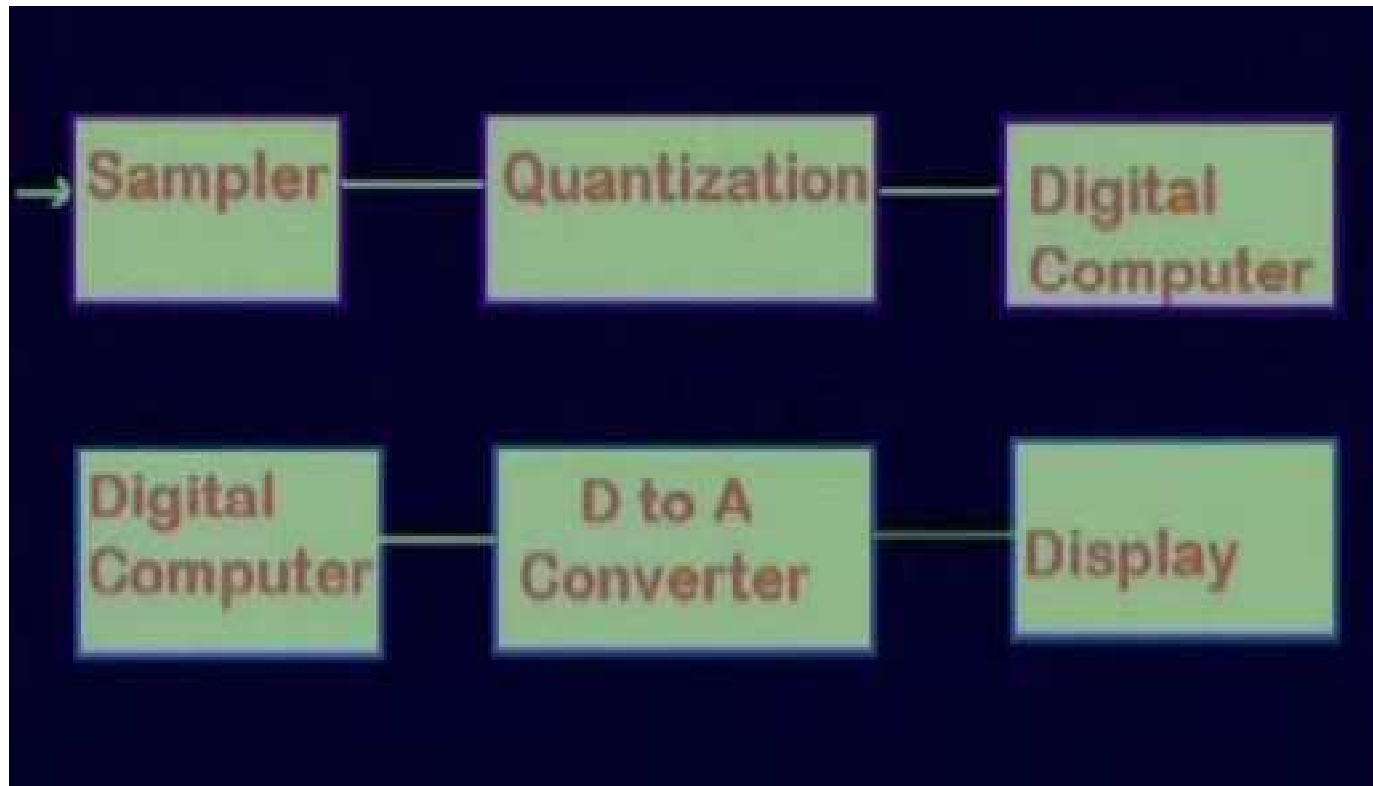 Sampler
Quantization
Digital
Computer
Digital
Computer
D to A
Converter
Display